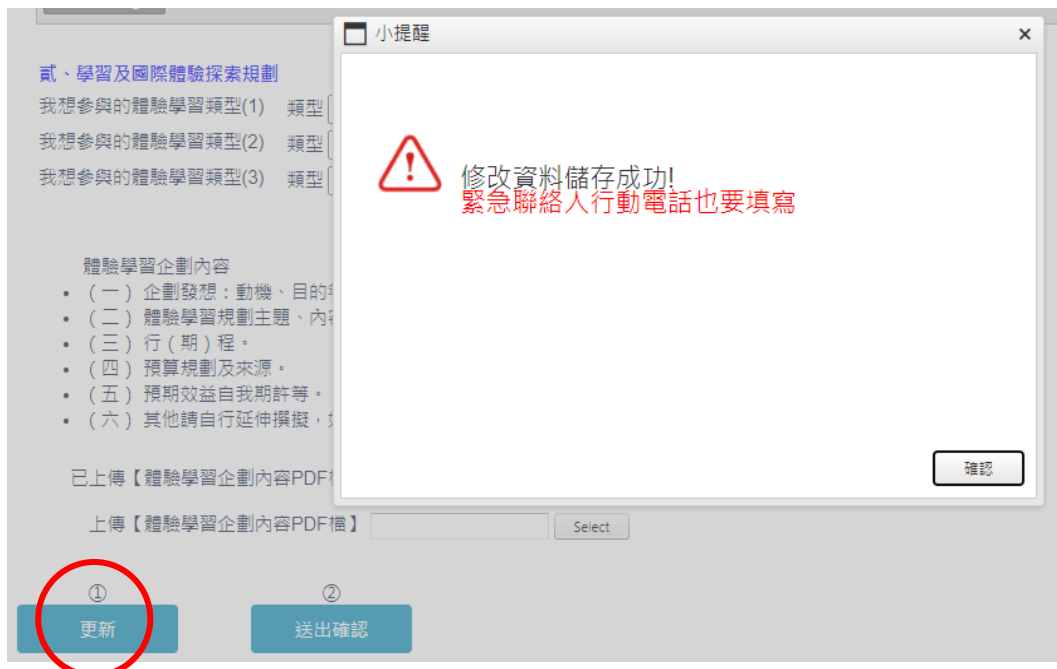 小提醒 ×
貳、學習及國際體驗探索規劃
我想參與的體驗學習類型(1) 類型
我想參與的體驗學習類型(2) 類型
我想參與的體驗學習類型(3) 類型
修改資料儲存成功!
緊急聯絡人行動電話也要填寫
體驗學習企劃內容
• (一) 企劃發想：動機、目的
• (二) 體驗學習規劃主題、內
• (三) 行(期)程。
• (四) 預算規劃及來源。
• (五) 預期效益自我期許等。
• (六) 其他請自行延伸撰擬，
確認
已上傳【體驗學習企劃內容PDF
上傳【體驗學習企劃內容PDF檔】 Select
① ②
更新 送出確認